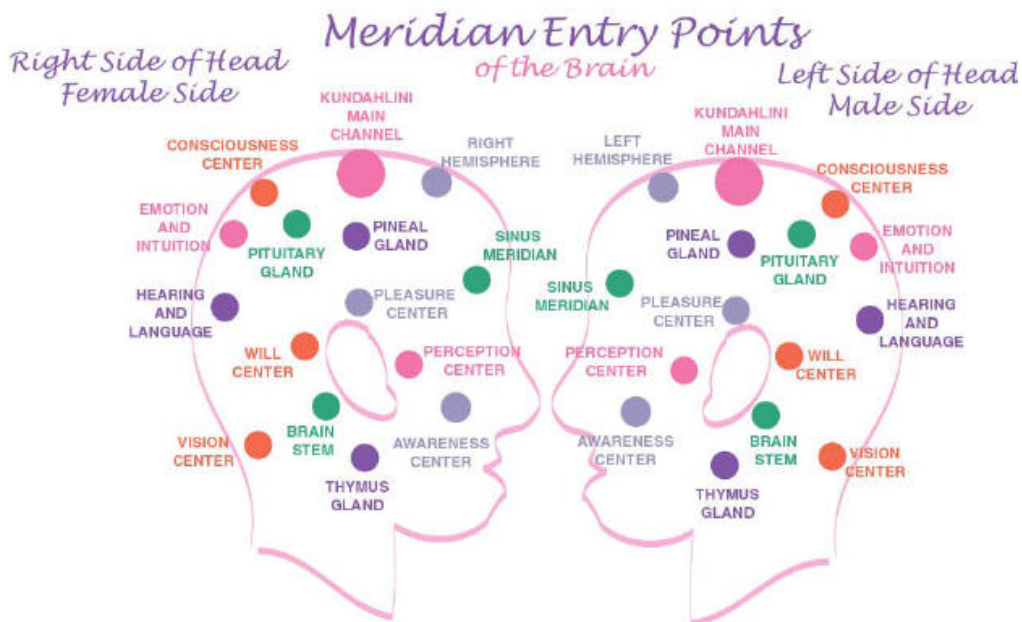 Meridian Entry Points
of the Brain
Right Side of Head
Female Side
Left Side of Head
Male Side
KUNDAHLINI
MAIN
CHANNEL
CONSCIOUSNESS
CENTER
RIGHT
HEMISPHERE
EMOTION
AND
INTUITION
PITUITARY
GLAND
PINEAL
GLAND
SINUS
MERIDIAN
HEARING
AND
LANGUAGE
PLEASURE
CENTER
WILL
CENTER
PERCEPTION
CENTER
BRAIN
STEM
VISION
CENTER
AWARENESS
CENTER
THYMUS
GLAND
KUNDAHLINI
MAIN
CHANNEL
LEFT
HEMISPHERE
CONSCIOUSNESS
CENTER
PINEAL
GLAND
PITUITARY
GLAND
EMOTION
AND
INTUITION
SINUS
MERIDIAN
PLEASURE
CENTER
HEARING
AND
LANGUAGE
PERCEPTION
CENTER
WILL
CENTER
AWARENESS
CENTER
BRAIN
STEM
VISION
CENTER
THYMUS
GLAND